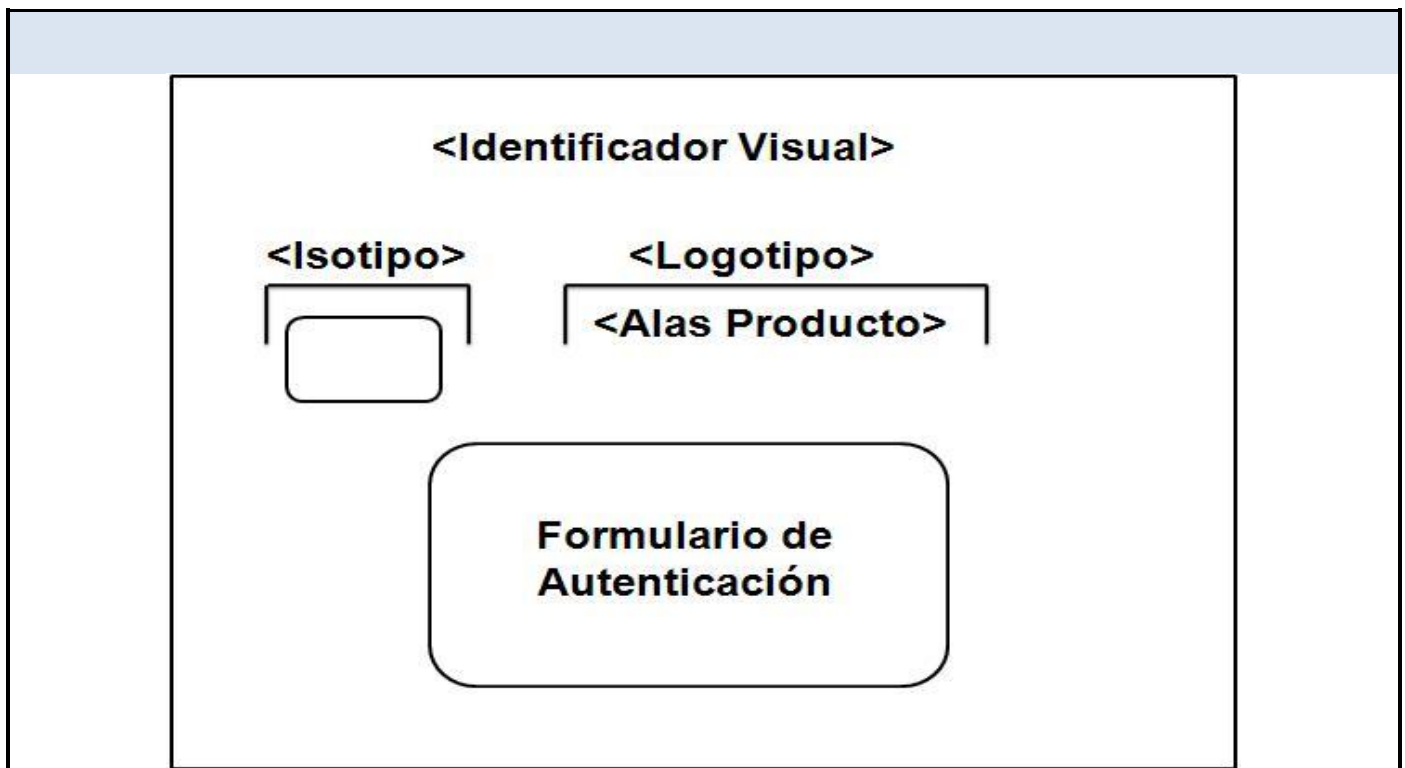 <Identificador Visual>
<Isotipo>
<Logotipo>
<Alas Producto>
Formulario de
Autenticación